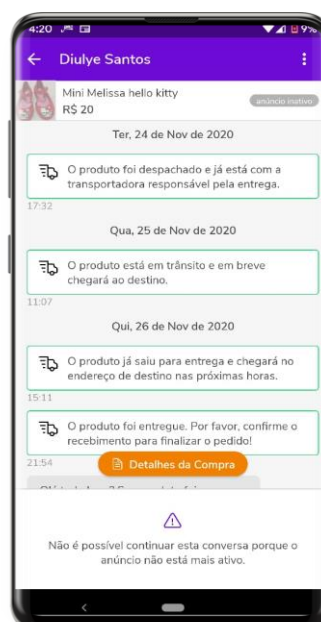 4:20 9%
Diulye Santos
Mini Melissa hello kitty
R$ 20
anúncio inativo
Ter, 24 de Nov de 2020
O produto foi despachado e já está com a
transportadora responsável pela entrega.
17:32
Qua, 25 de Nov de 2020
O produto está em trânsito e em breve
chegará ao destino.
11:07
Qui, 26 de Nov de 2020
O produto já saiu para entrega e chegará no
endereço de destino nas próximas horas.
15:11
O produto foi entregue. Por favor, confirme o
recebimento para finalizar o pedido!
21:54
Detalhes da Compra
Não é possível continuar esta conversa porque o
anúncio não está mais ativo.